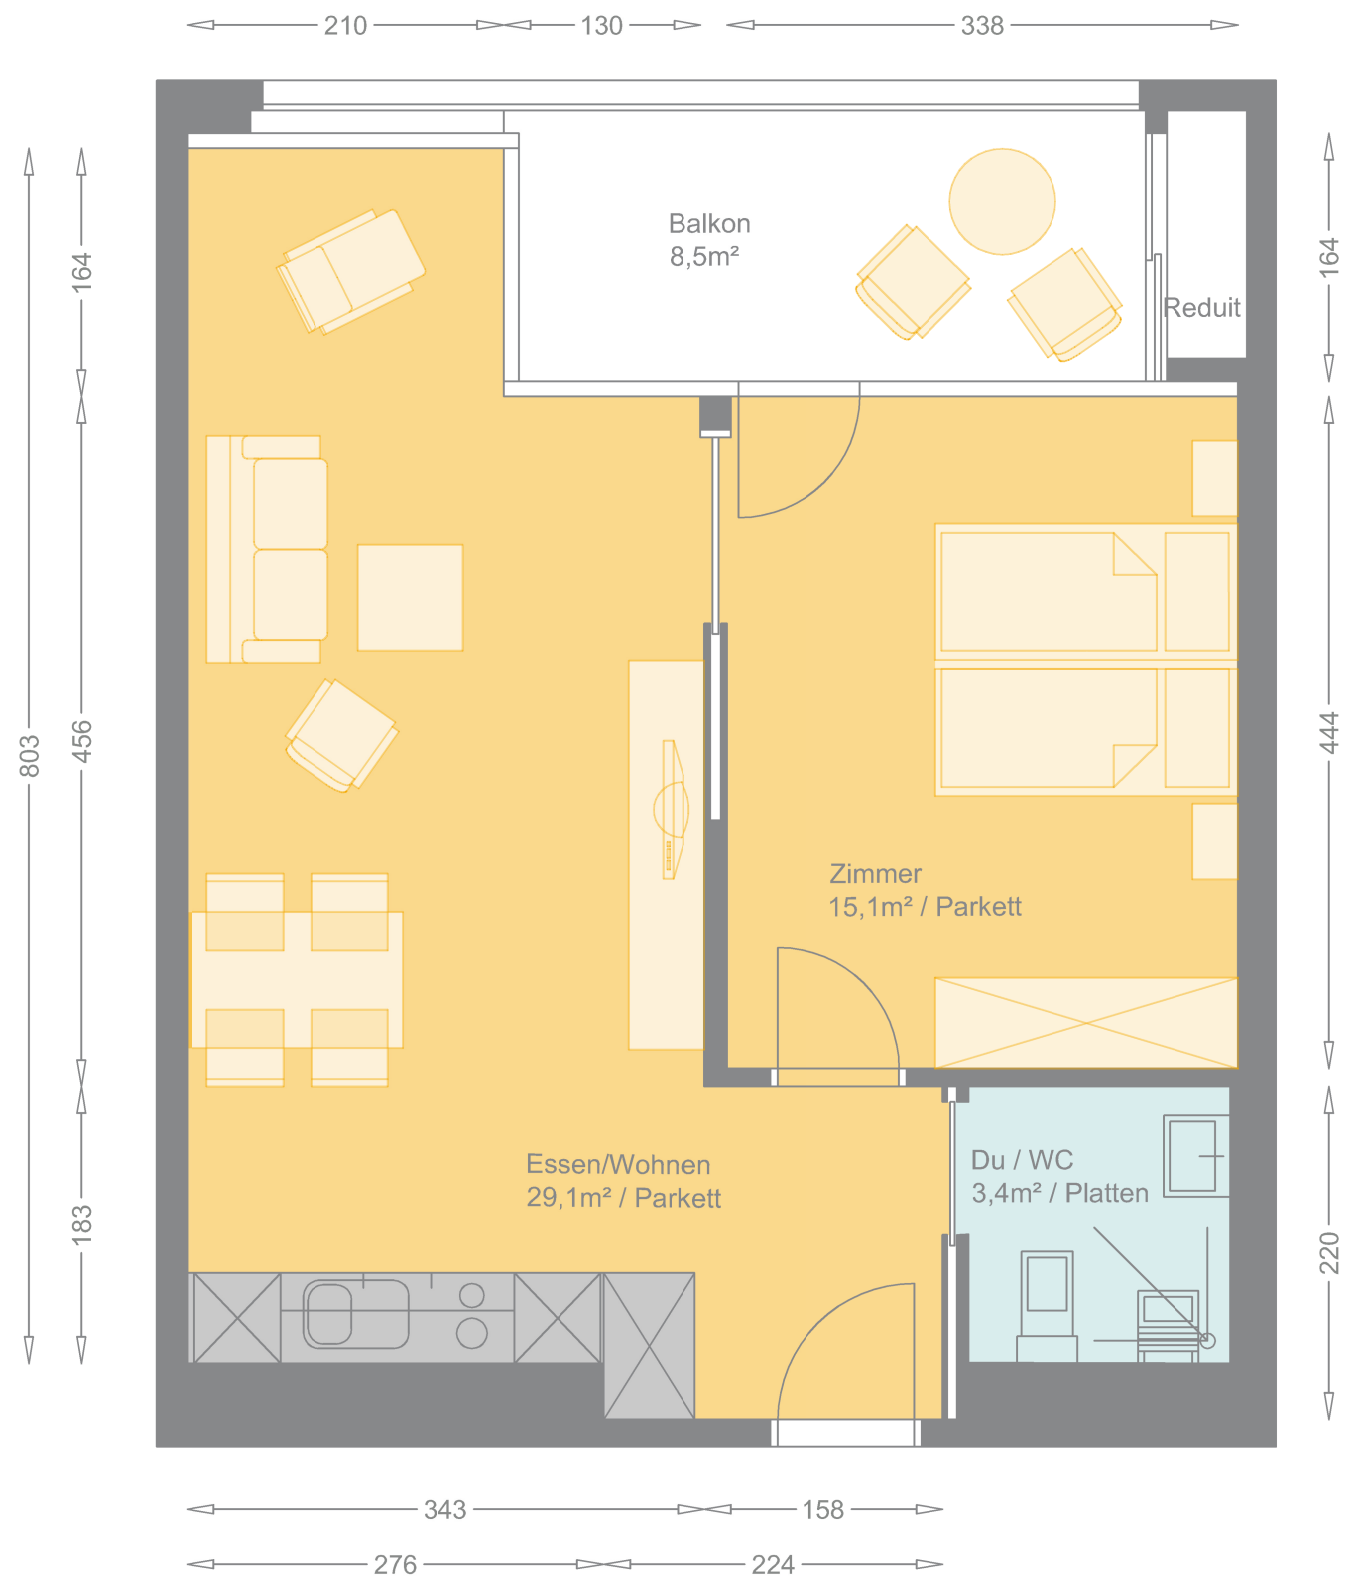 210
130
338
164
164
Balkon
8,5m²
Reduit
803
456
444
Zimmer
15,1m² / Parkett
183
220
Essen/Wohnen
29,1m² / Parkett
Du / WC
3,4m² / Platten
343
158
276
224